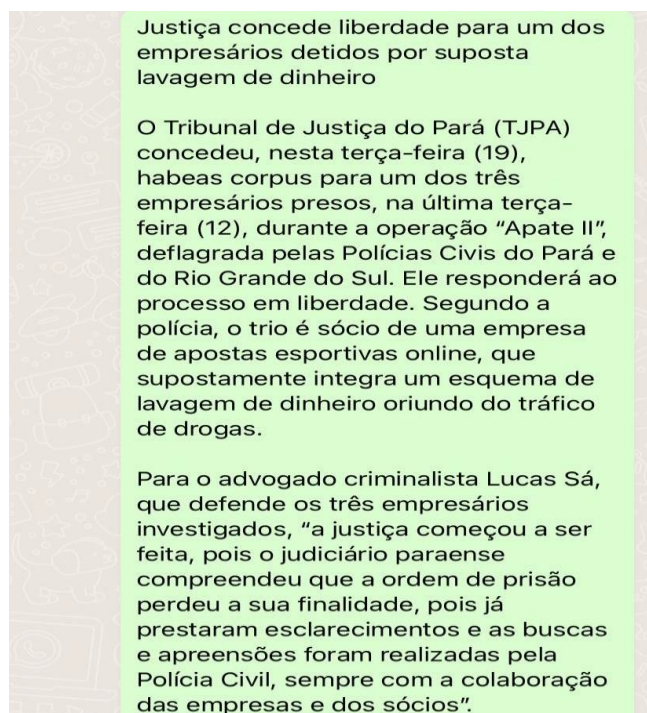 Justiça concede liberdade para um dos
empresários detidos por suposta
lavagem de dinheiro
O Tribunal de Justiça do Pará (TJPA)
concedeu, nesta terça-feira (19),
habeas corpus para um dos três
empresários presos, na última terça-
feira (12), durante a operação “Apate II”,
deflagrada pelas Polícias Civis do Pará e
do Rio Grande do Sul. Ele responderá ao
processo em liberdade. Segundo a
polícia, o trio é sócio de uma empresa
de apostas esportivas online, que
supostamente integra um esquema de
lavagem de dinheiro oriundo do tráfico
de drogas.
Para o advogado criminalista Lucas Sá,
que defende os três empresários
investigados, “a justiça começou a ser
feita, pois o judiciário paraense
compreendeu que a ordem de prisão
perdeu a sua finalidade, pois já
prestaram esclarecimentos e as buscas
e apreensões foram realizadas pela
Polícia Civil, sempre com a colaboração
das empresas e dos sócios”.